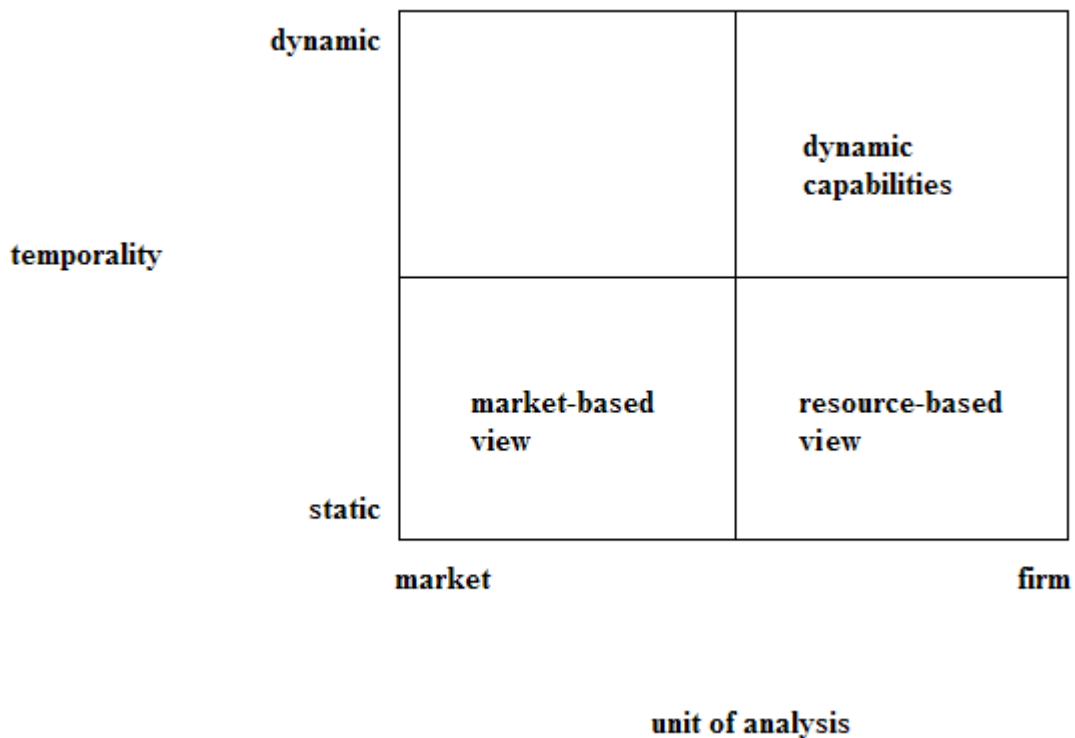 dynamic
dynamic
capabilities
temporality
market-based
view
resource-based
view
static
market
firm
unit of analysis